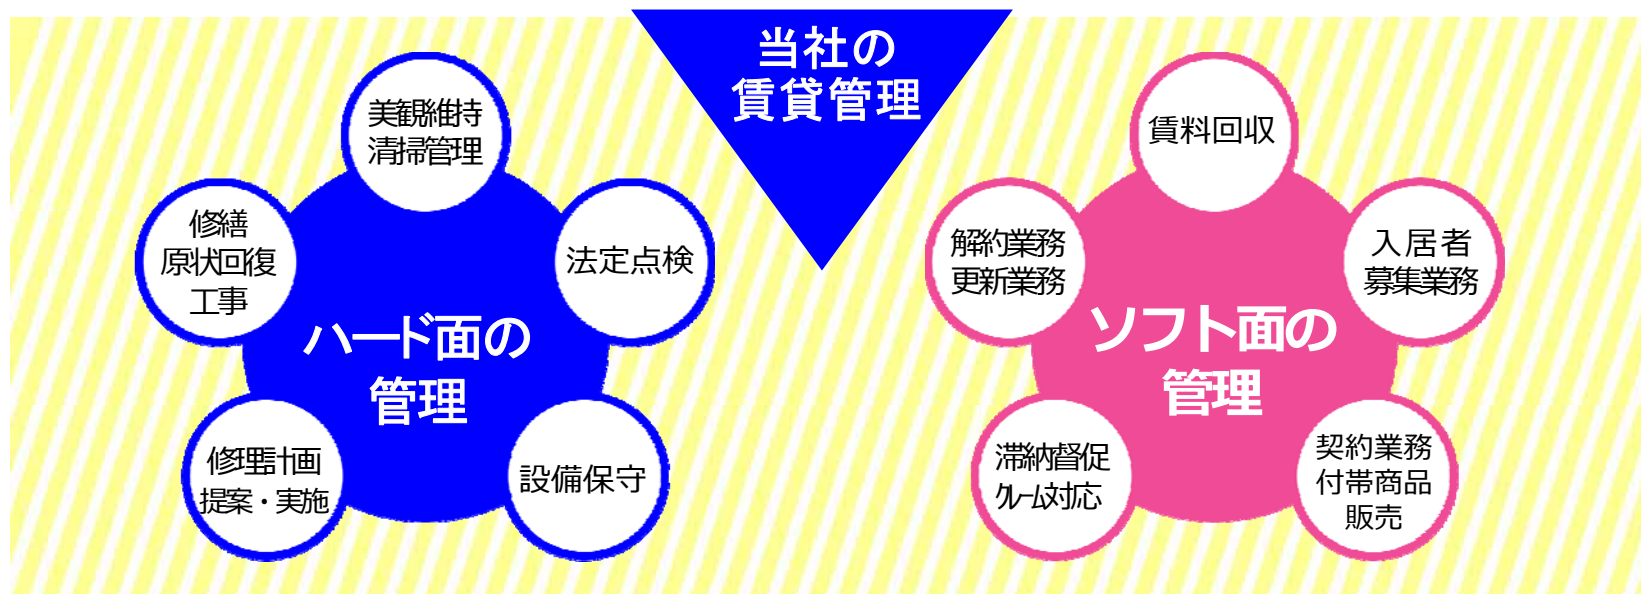 当社の
賃貸管理
美観維持
清掃管理
修繕
原状回復
工事
法定点検
ハード面の
管理
修理計画
提案・実施
設備保守
賃料回収
解約業務
更新業務
入居者
募集業務
ソフト面の
管理
滞納督促
クレーム対応
契約業務
付帯商品
販売